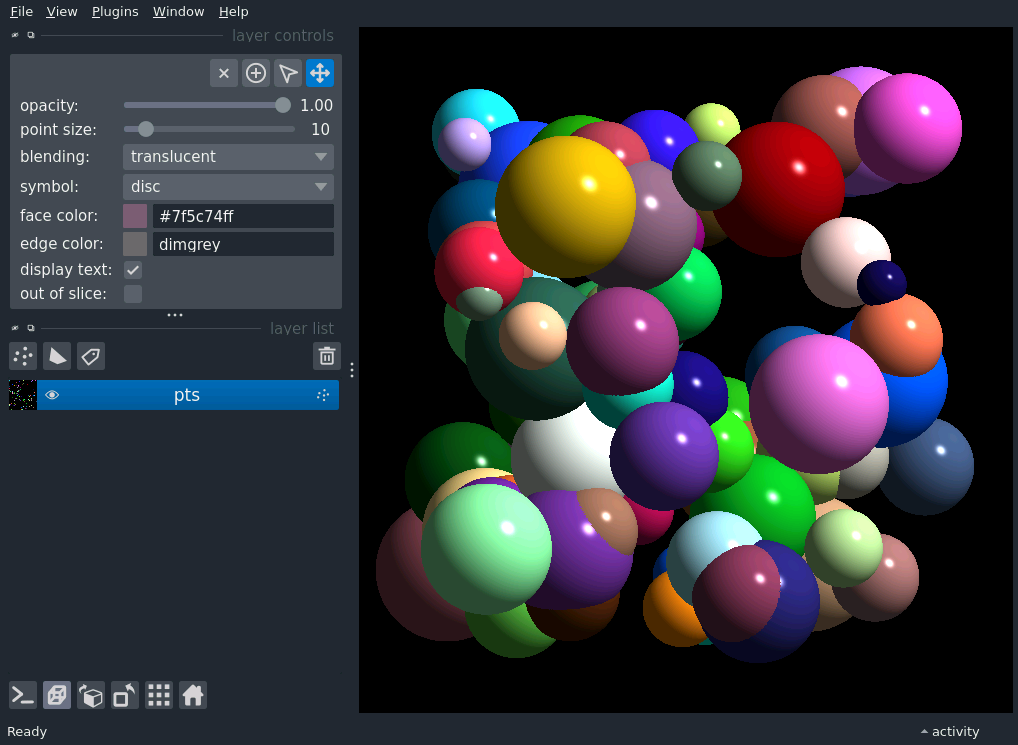 File View Plugins Window Help
layer controls
opacity: 1.00
point size: 10
blending: translucent
symbol: disc
face color: #7f5c74ff
edge color: dimgrey
display text:
out of slice:
layer list
pts
Ready
activity